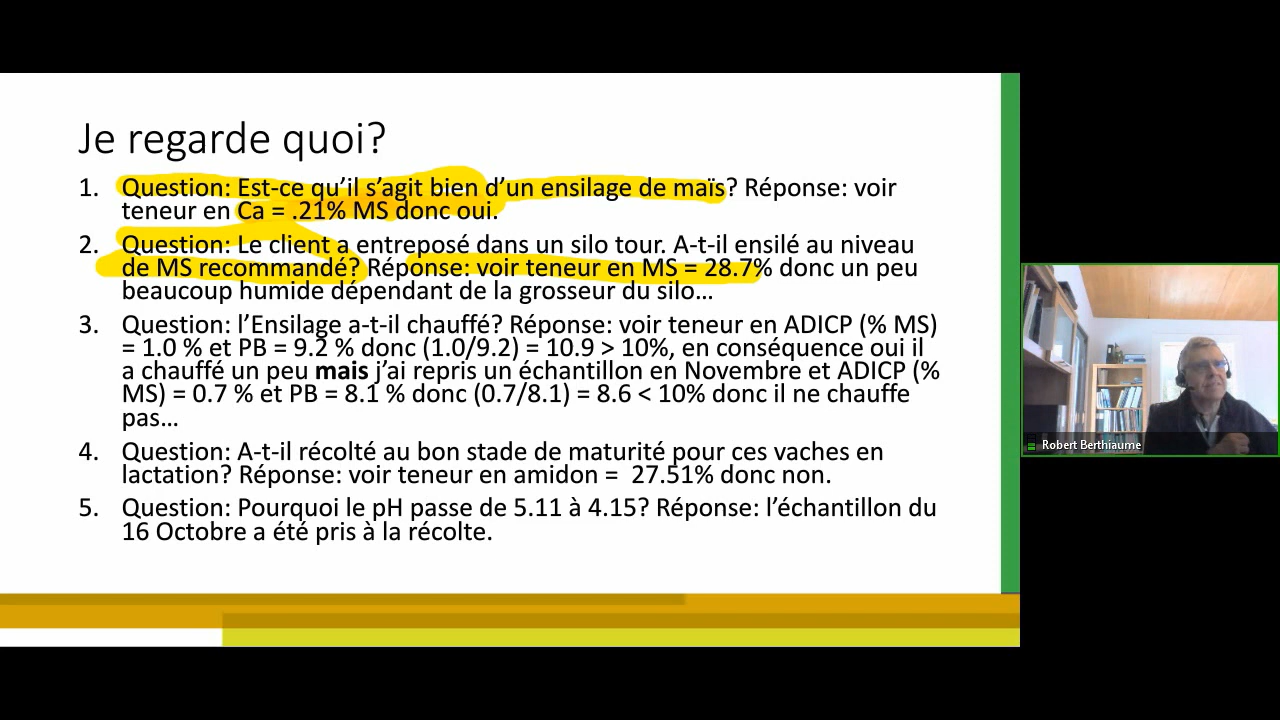 Je regarde quoi?
1. Question: Est-ce qu'il s'agit bien d'un ensilage de maïs? Réponse: voir
teneur en Ca = .21% MS donc oui.
2. Question: Le client a entreposé dans un silo tour. A-t-il ensilé au niveau
de MS recommandé? Réponse: voir teneur en MS = 28.7% donc un peu
beaucoup humide dépendant de la grosseur du silo…
3. Question: l'Ensilage a-t-il chauffé? Réponse: voir teneur en ADICP (% MS)
= 1.0 % et PB = 9.2 % donc (1.0/9.2) = 10.9 > 10%, en conséquence oui il
a chauffé un peu mais j'ai repris un échantillon en Novembre et ADICP (%
MS) = 0.7 % et PB = 8.1 % donc (0.7/8.1) = 8.6 < 10% donc il ne chauffe
pas…
4. Question: A-t-il récolté au bon stade de maturité pour ces vaches en
lactation? Réponse: voir teneur en amidon = 27.51% donc non.
5. Question: Pourquoi le pH passe de 5.11 à 4.15? Réponse: l'échantillon du
16 Octobre a été pris à la récolte.
Robert Berthiaume